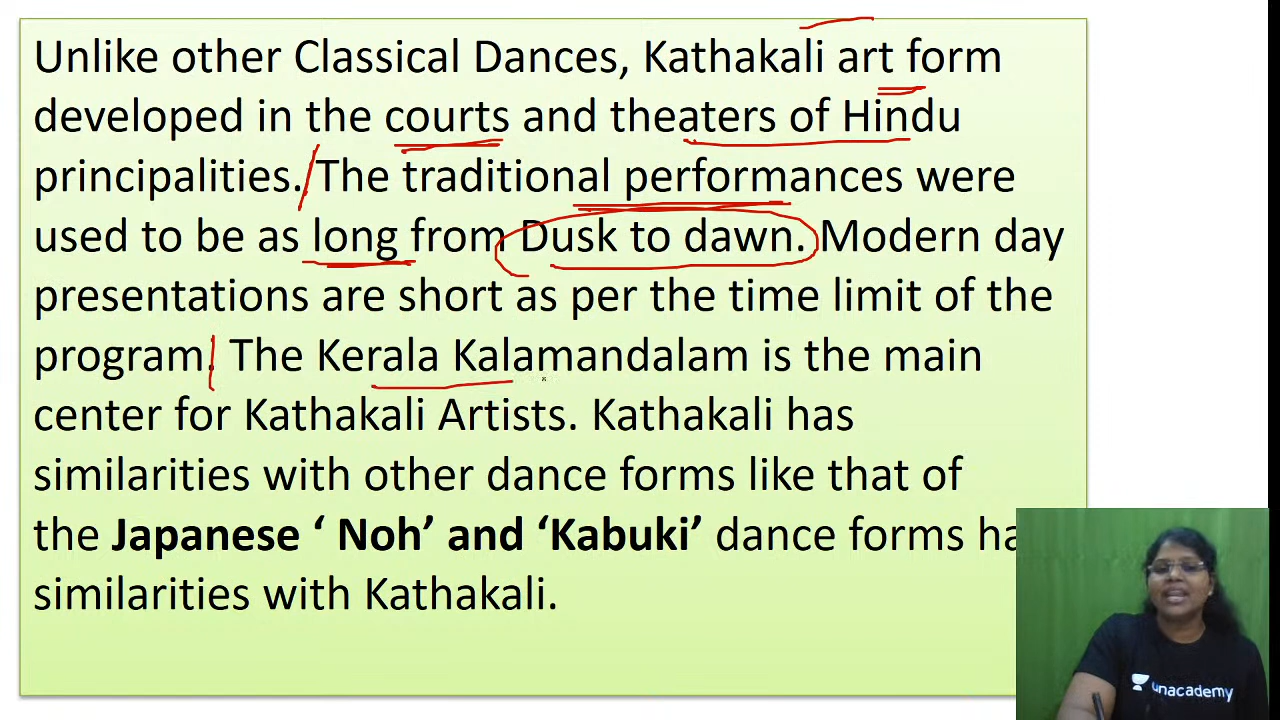 Unlike other Classical Dances, Kathakali art form
developed in the courts and theaters of Hindu
principalities. The traditional performances were
used to be as long from Dusk to dawn. Modern day
presentations are short as per the time limit of the
program. The Kerala Kalamandalam is the main
center for Kathakali Artists. Kathakali has
similarities with other dance forms like that of
the Japanese ‘ Noh’ and ‘Kabuki’ dance forms
similarities with Kathakali.
unacademy